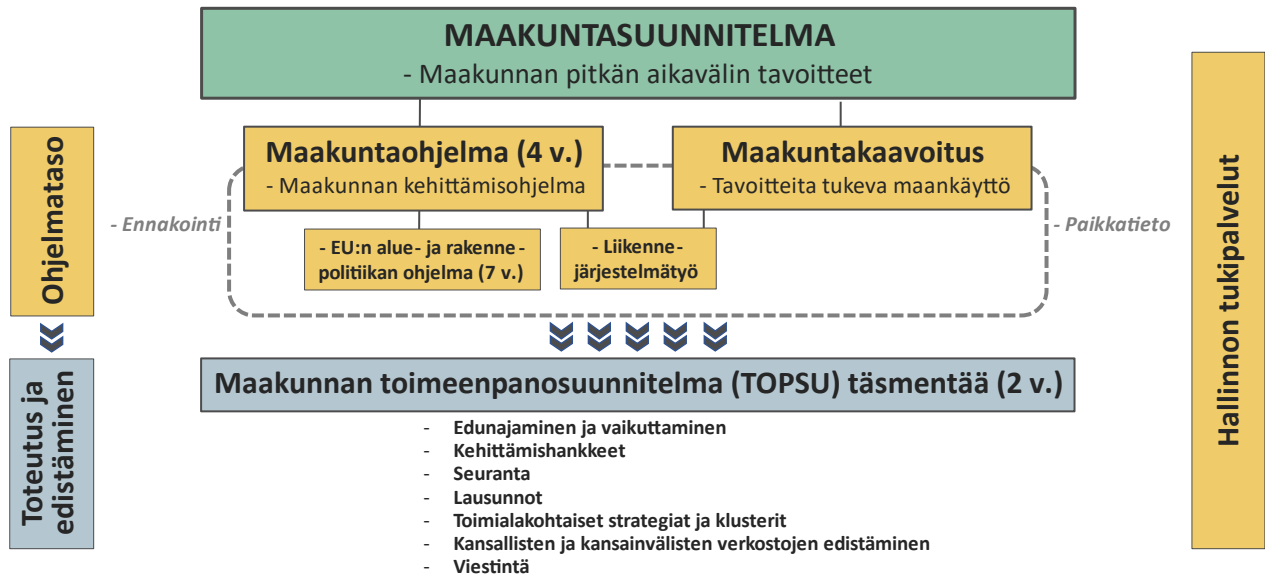 MAAKUNTASUUNNITELMA
- Maakunnan pitkän aikavälin tavoitteet
Ohjelmataso
Maakuntaohjelma (4 v.)
- Maakunnan kehittämisohjelma
Maakuntakaavoitus
- Tavoitteita tukeva maankäyttö
- Ennakointi
- Paikkatieto
- EU:n alue- ja rakenne-
politiikan ohjelma (7 v.)
- Liikenne-
järjestelmätyö
Hallinnon tukipalvelut
Toteutus ja
edistäminen
Maakunnan toimeenpanosuunnitelma (TOPSU) täsmentää (2 v.)
- Edunajaminen ja vaikuttaminen
- Kehittämishankkeet
- Seuranta
- Lausunnot
- Toimialakohtaiset strategiat ja klusterit
- Kansallisten ja kansainvälisten verkostojen edistäminen
- Viestintä